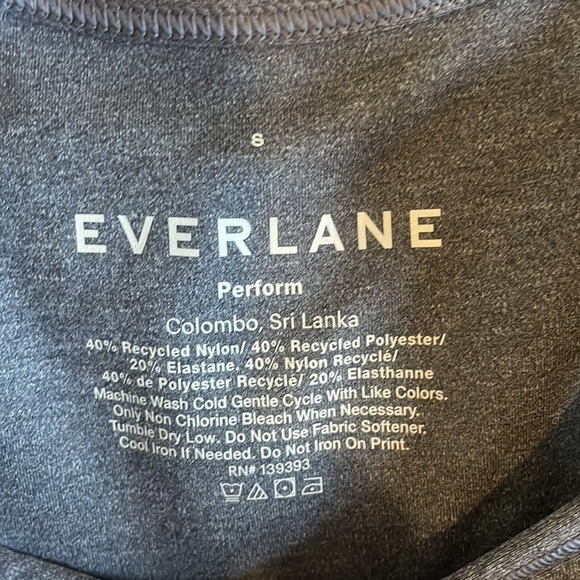 S
EVERLANE
Perform
Colombo, Sri Lanka
40% Recycled Nylon/ 40% Recycled Polyester/
20% Elastane. 40% Nylon Recyclé/
40% de Polyester Recyclé/ 20% Elasthanne
Machine Wash Cold Gentle Cycle With Like Colors.
Only Non Chlorine Bleach When Necessary.
Tumble Dry Low. Do Not Use Fabric Softener.
Cool Iron If Needed. Do Not Iron On Print.
RN# 139393